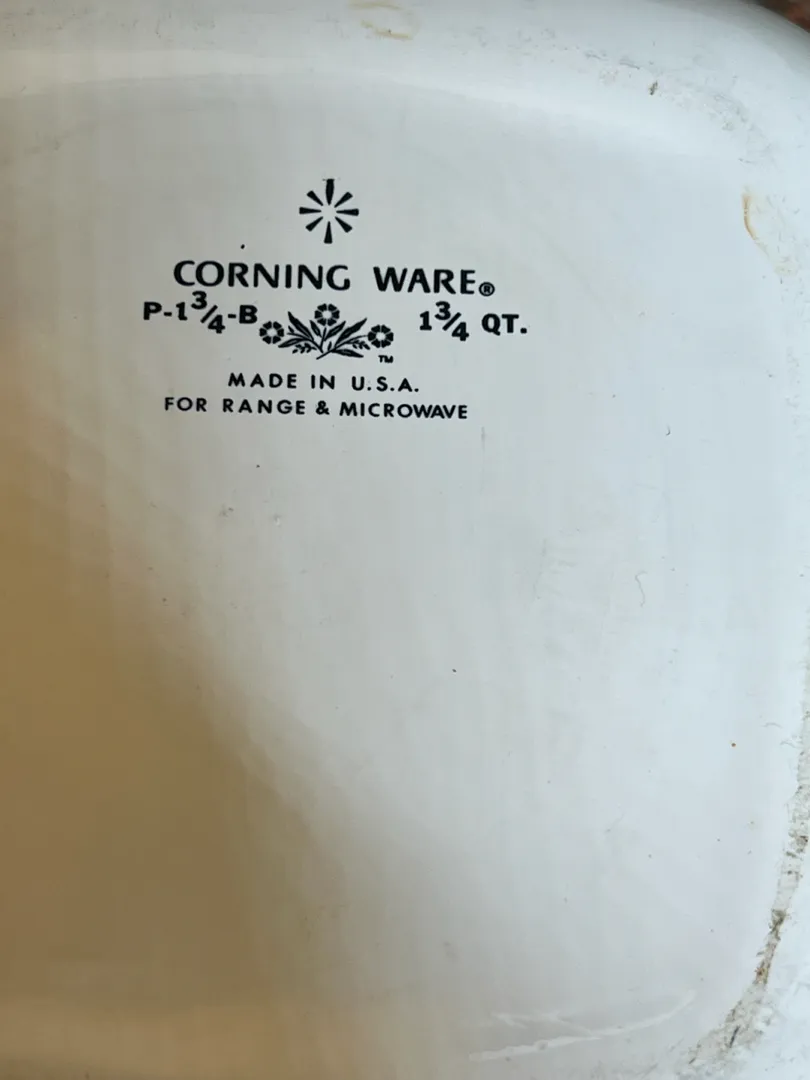 CORNING WARE®
P-1¾-B 1¾ QT.
TM
MADE IN U.S.A.
FOR RANGE & MICROWAVE